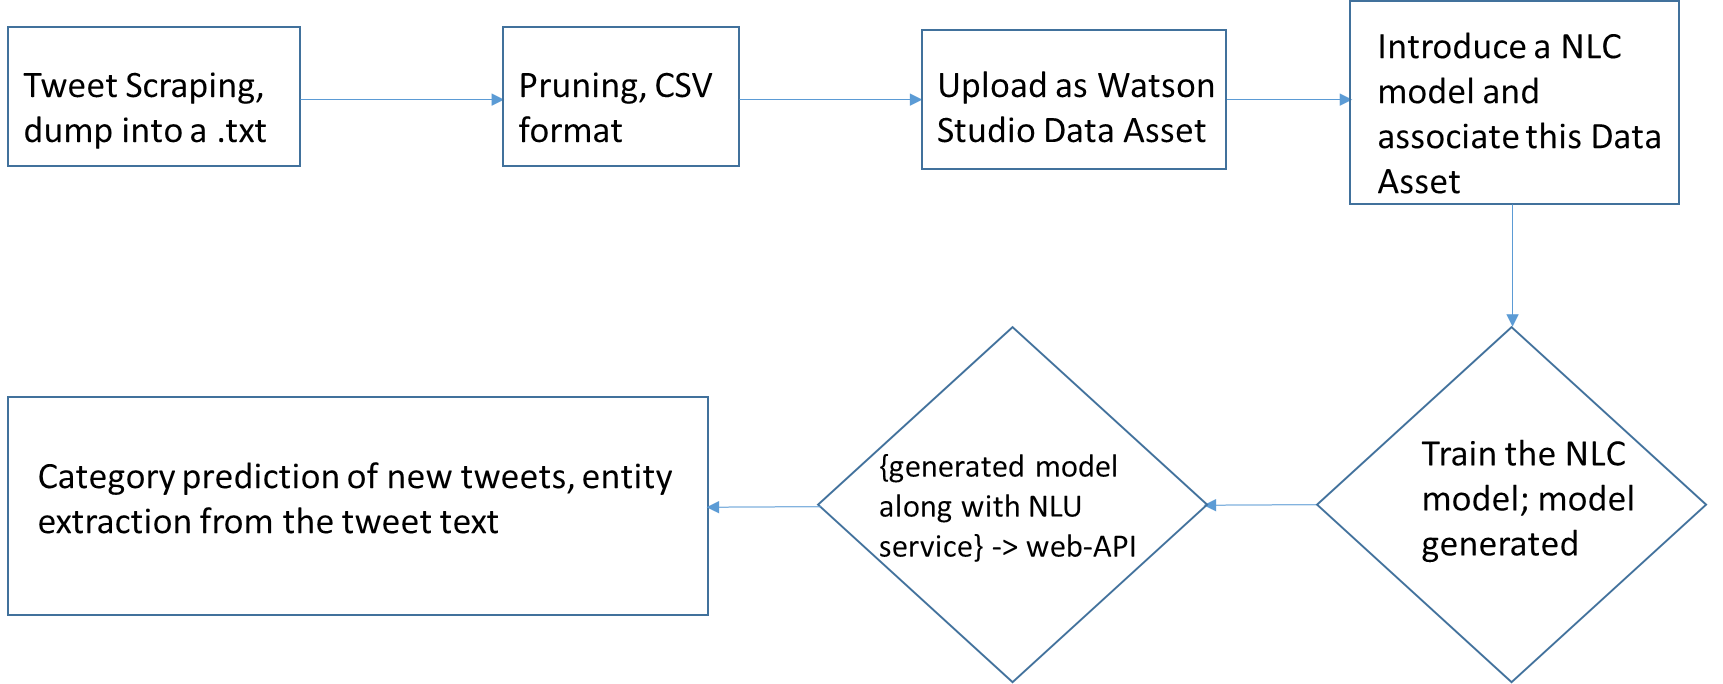 Tweet Scraping,
dump into a .txt
Pruning, CSV
format
Upload as Watson
Studio Data Asset
Introduce a NLC
model and
associate this Data
Asset
Train the NLC
model; model
generated
{generated model
along with NLU
service} -> web-API
Category prediction of new tweets, entity
extraction from the tweet text